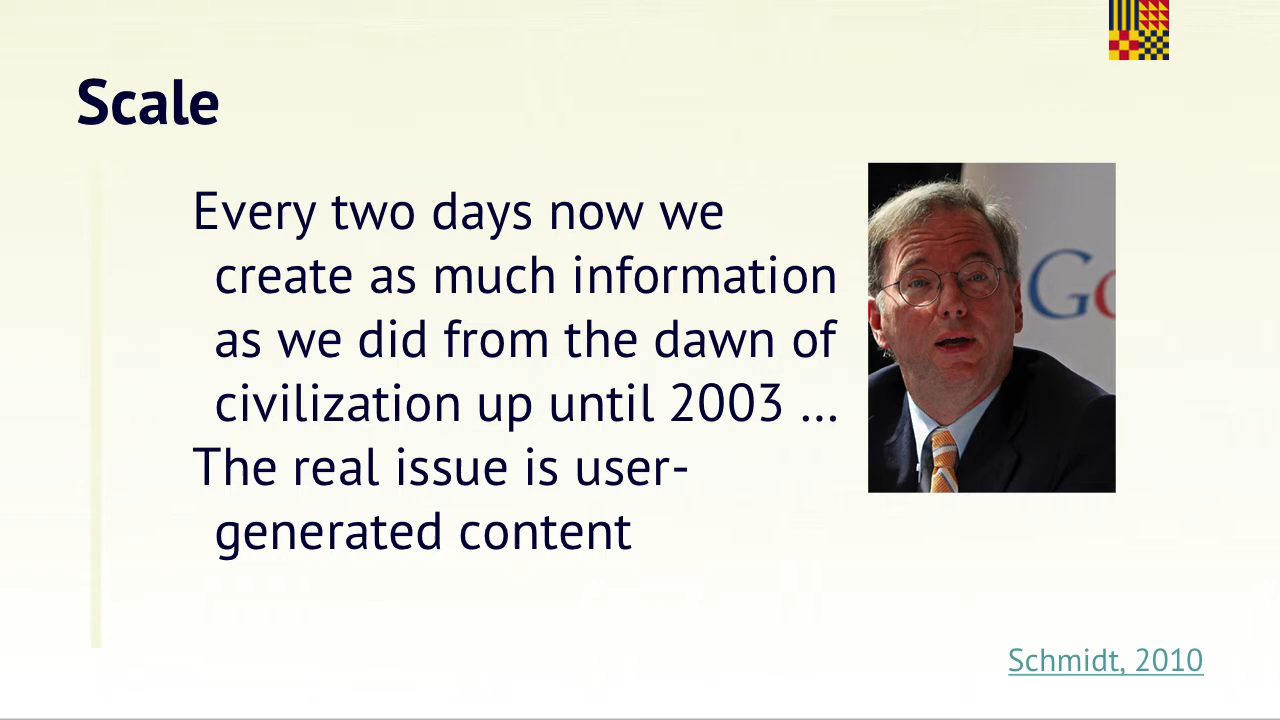 Scale
Every two days now we
create as much information
as we did from the dawn of
civilization up until 2003 ...
The real issue is user-
generated content
Go
Schmidt, 2010